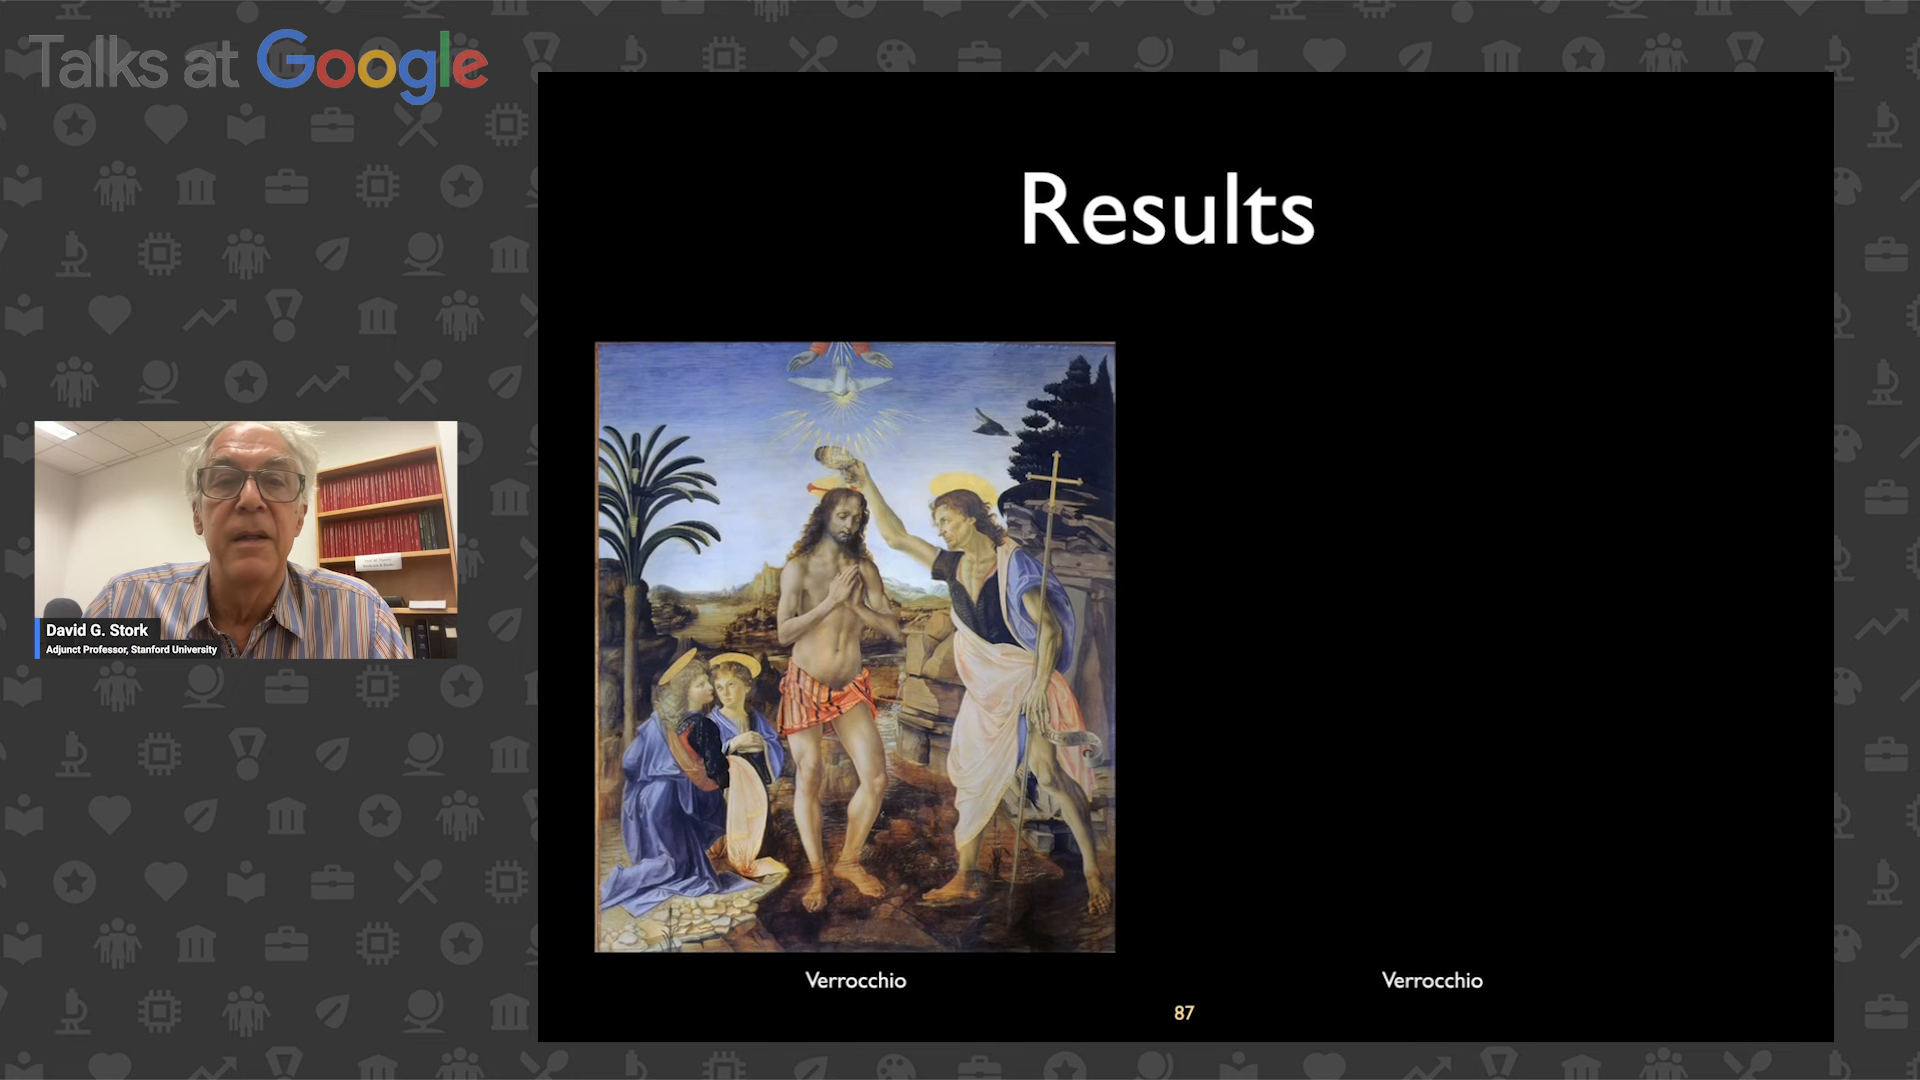 Talks at Google
Results
David G. Stork
Adjunct Professor, Stanford University
Verrocchio
Verrocchio
87